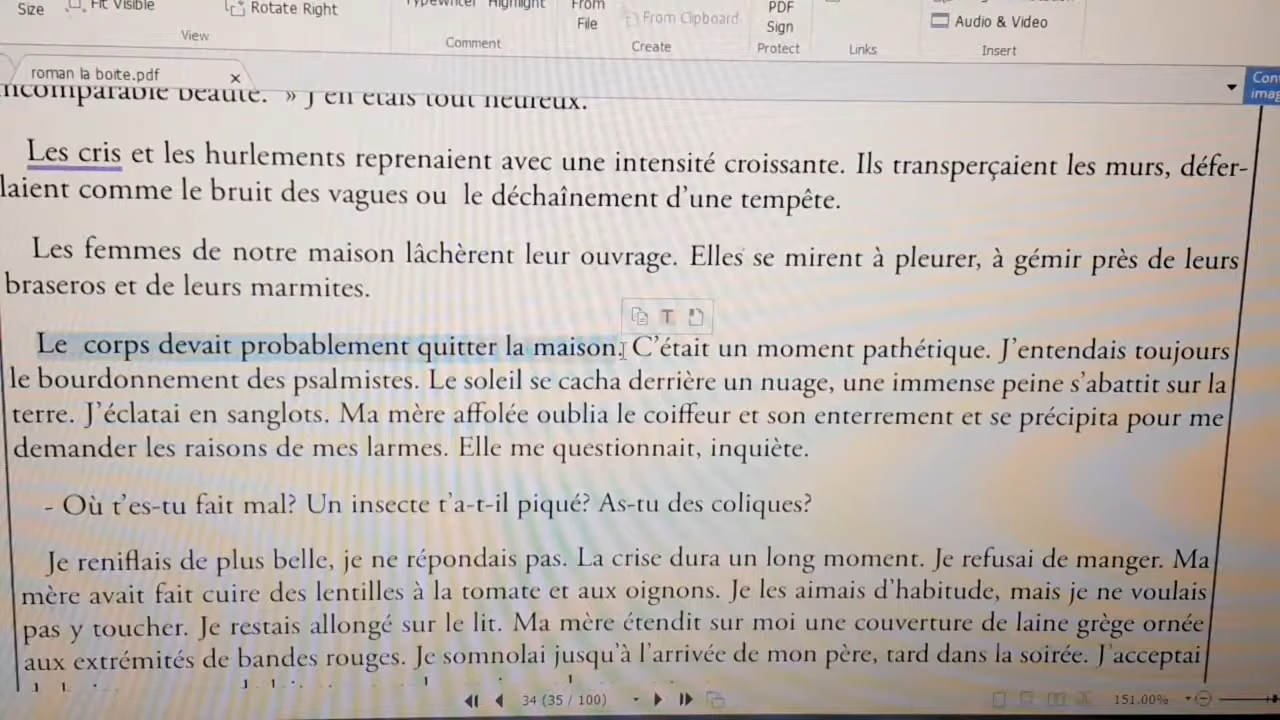 Size
Fit Visible
Rotate Right
View
Typewriter Highlight
Comment
From
File
From Clipboard
Create
PDF
Sign
Protect
Links
Audio & Video
Insert
roman la boite.pdf x
incomparable beauté. » J'en étais tout heureux.
Les cris et les hurlements reprenaient avec une intensité croissante. Ils transperçaient les murs, défer-
laient comme le bruit des vagues ou le déchaînement d'une tempête.
Les femmes de notre maison lâchèrent leur ouvrage. Elles se mirent à pleurer, à gémir près de leurs
braseros et de leurs marmites.
Le corps devait probablement quitter la maison. C'était un moment pathétique. J'entendais toujours
le bourdonnement des psalmistes. Le soleil se cacha derrière un nuage, une immense peine s'abattit sur la
terre. J'éclatai en sanglots. Ma mère affolée oublia le coiffeur et son enterrement et se précipita pour me
demander les raisons de mes larmes. Elle me questionnait, inquiète.
- Où t'es-tu fait mal? Un insecte t'a-t-il piqué? As-tu des coliques?
Je reniflais de plus belle, je ne répondais pas. La crise dura un long moment. Je refusai de manger. Ma
mère avait fait cuire des lentilles à la tomate et aux oignons. Je les aimais d'habitude, mais je ne voulais
pas y toucher. Je restais allongé sur le lit. Ma mère étendit sur moi une couverture de laine grège ornée
aux extrémités de bandes rouges. Je somnolai jusqu'à l'arrivée de mon père, tard dans la soirée. J'acceptai
34 (35 / 100)
151.00%